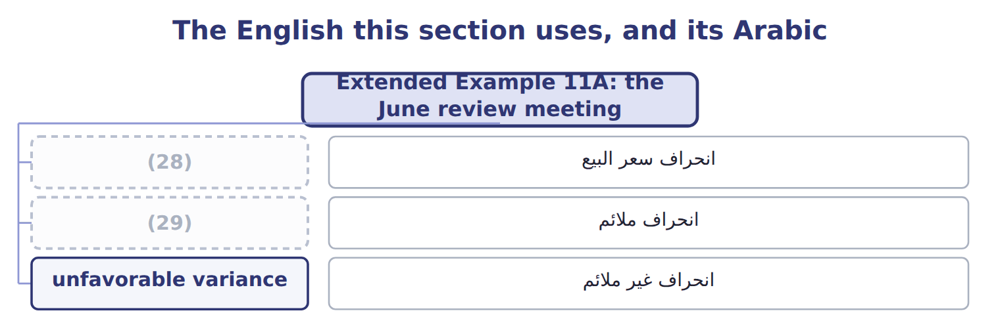 The English this section uses, and its Arabic
Extended Example 11A: the
June review meeting
(28)
انحراف سعر البيع
(29)
انحراف ملائم
unfavorable variance
انحراف غير ملائم